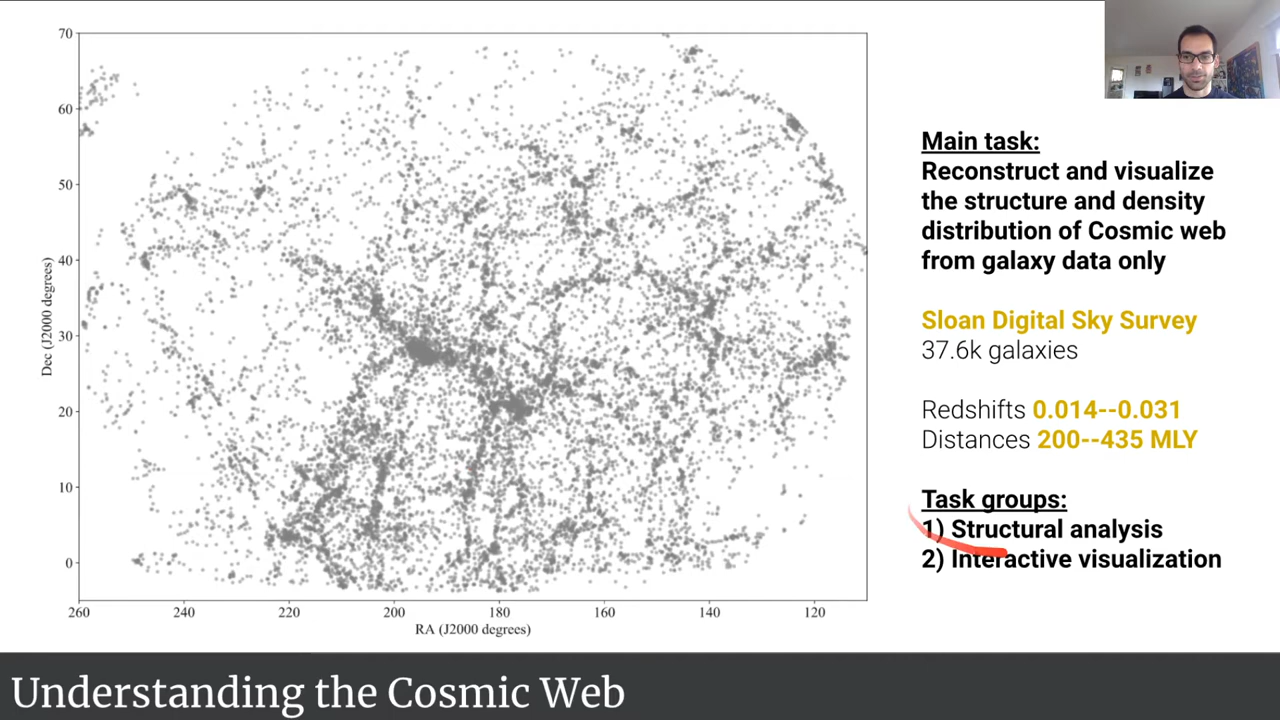 70
60
50
40
30
20
10
0
Dec (J2000 degrees)
260 240 220 200 180 160 140 120
RA (J2000 degrees)
Main task:
Reconstruct and visualize
the structure and density
distribution of Cosmic web
from galaxy data only
Sloan Digital Sky Survey
37.6k galaxies
Redshifts 0.014--0.031
Distances 200--435 MLY
Task groups:
1) Structural analysis
2) Interactive visualization
Understanding the Cosmic Web